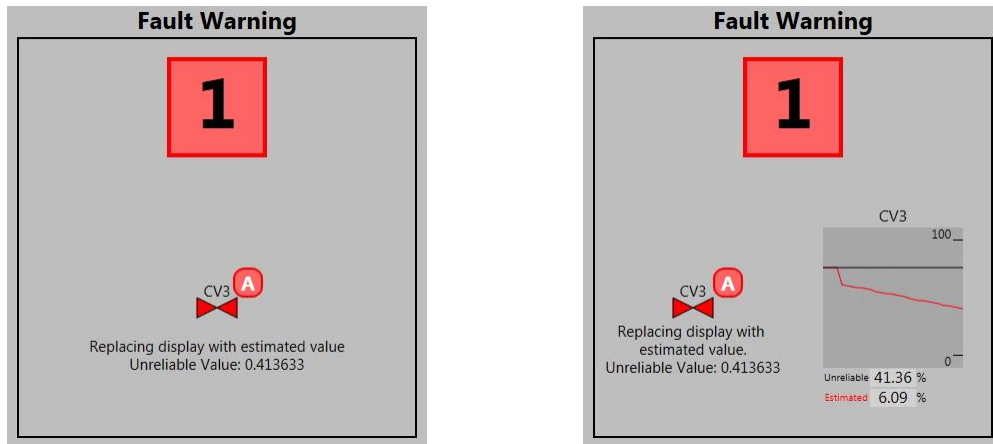 Fault Warning
1
A
CV3
Replacing display with estimated value
Unreliable Value: 0.413633
Fault Warning
1
A
CV3
Replacing display with
estimated value.
Unreliable Value: 0.413633
CV3
100
0
Unreliable 41.36 %
Estimated 6.09 %